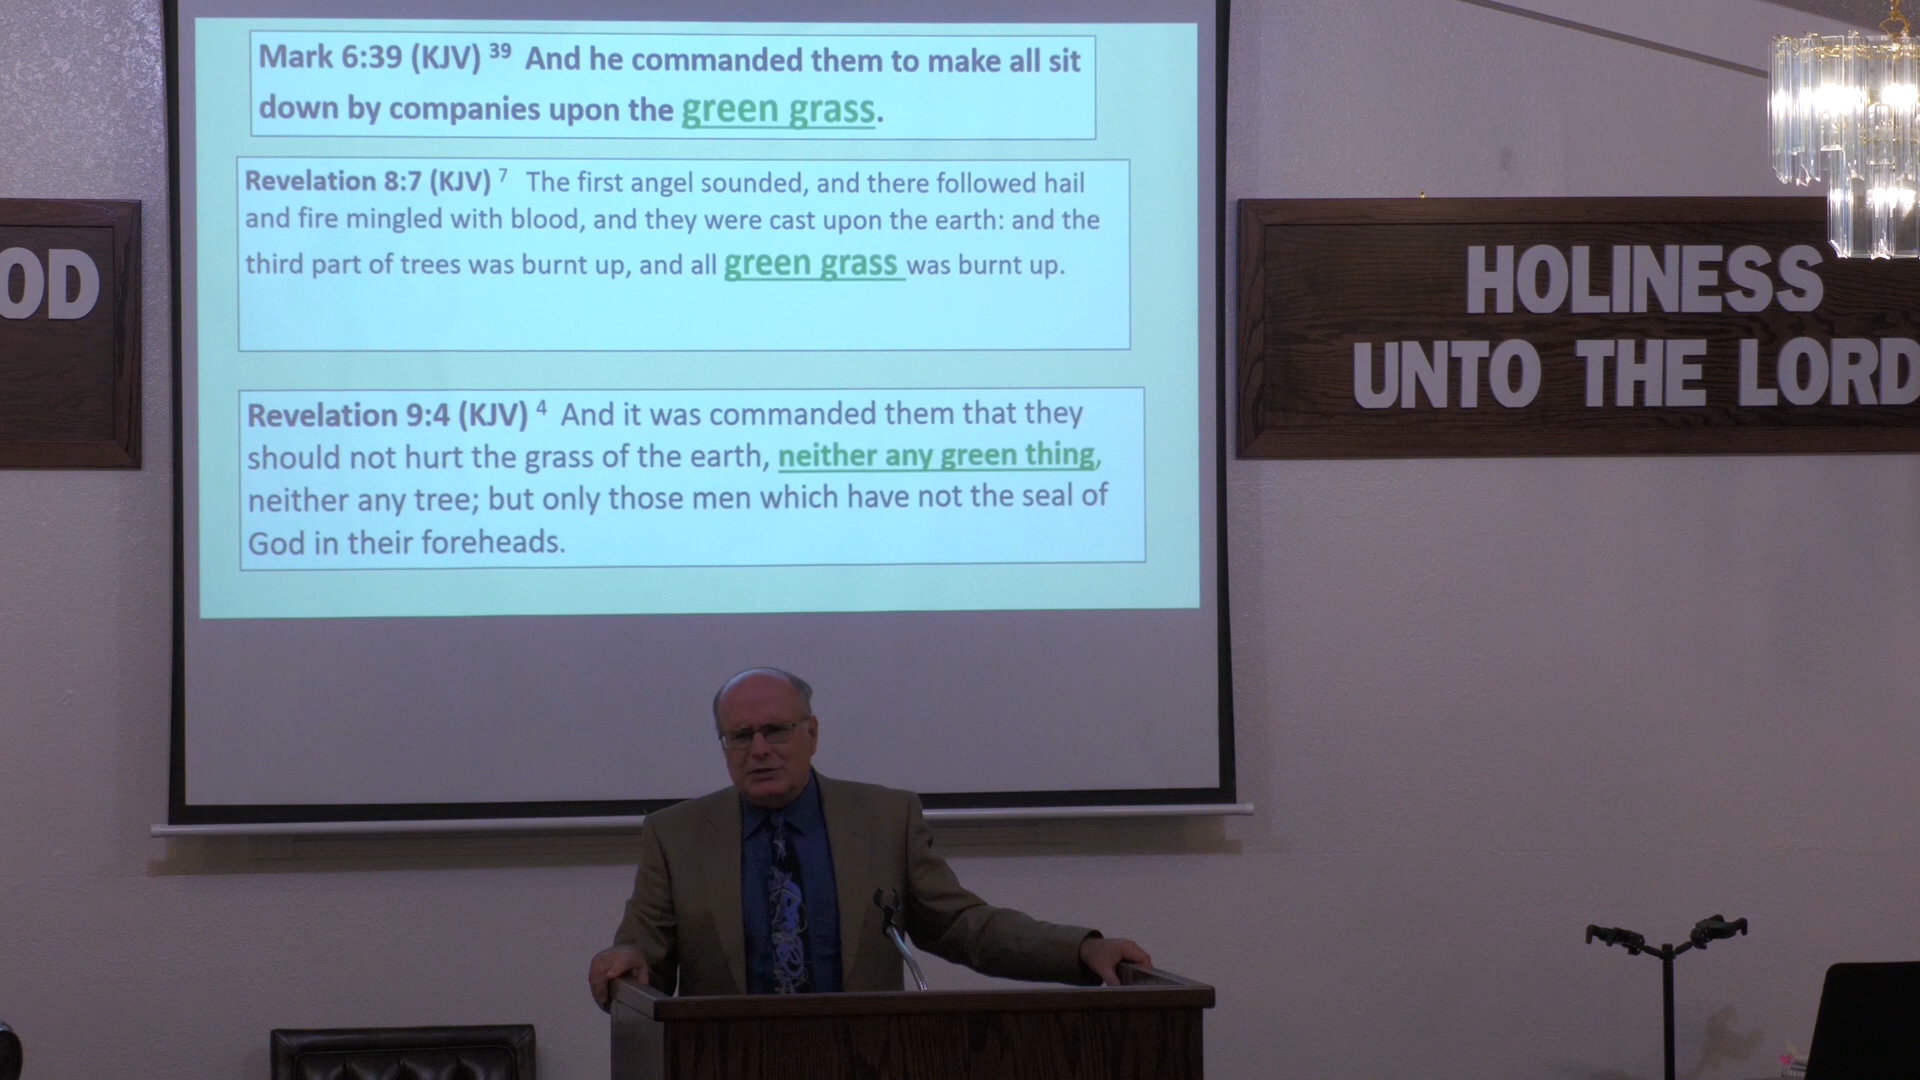 Mark 6:39 (KJV) 39 And he commanded them to make all sit
down by companies upon the green grass.
Revelation 8:7 (KJV) 7 The first angel sounded, and there followed hail
and fire mingled with blood, and they were cast upon the earth: and the
third part of trees was burnt up, and all green grass was burnt up.
Revelation 9:4 (KJV) 4 And it was commanded them that they
should not hurt the grass of the earth, neither any green thing,
neither any tree; but only those men which have not the seal of
God in their foreheads.
OD
HOLINESS
UNTO THE LORD